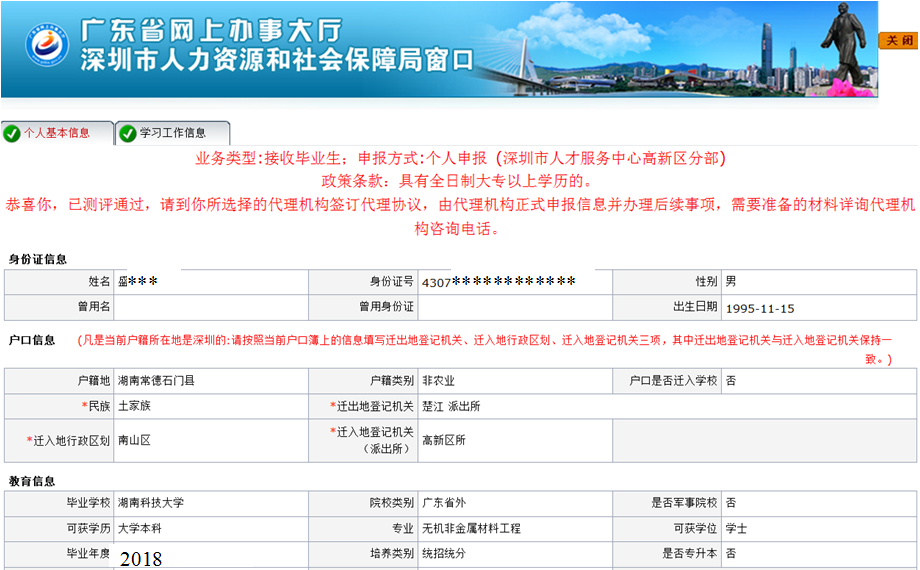 广东省网上办事大厅
深圳市人力资源和社会保障局窗口
关 闭
个人基本信息 学习工作信息
业务类型:接收毕业生；申报方式:个人申报（深圳市人才服务中心高新区分部）
政策条款：具有全日制大专以上学历的。
恭喜你，已测评通过，请到你所选择的代理机构签订代理协议，由代理机构正式申报信息并办理后续事项，需要准备的材料详询代理机
构咨询电话。
身份证信息
姓名 盛*** 身份证号 4307************ 性别 男
曾用名 曾用身份证 出生日期 1995-11-15
户口信息 (凡是当前户籍所在地是深圳的:请按照当前户口簿上的信息填写迁出地登记机关、迁入地行政区划、迁入地登记机关三项，其中迁出地登记机关与迁入地登记机关保持一
致。)
户籍地 湖南常德石门县 户籍类别 非农业 户口是否迁入学校 否
*民族 土家族 *迁出地登记机关 楚江 派出所
*迁入地行政区划 南山区 *迁入地登记机关 高新区所
（派出所）
教育信息
毕业学校 湖南科技大学 院校类别 广东省外 是否军事院校 否
可获学历 大学本科 专业 无机非金属材料工程 可获学位 学士
毕业年度 2018 培养类别 统招统分 是否专升本 否